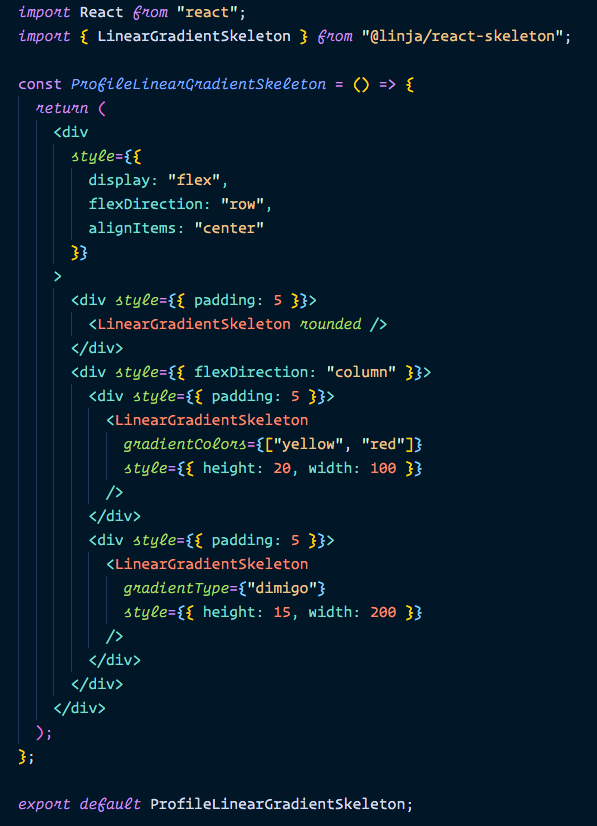 import React from "react";
import { LinearGradientSkeleton } from "@linja/react-skeleton";

const ProfileLinearGradientSkeleton = () => {
  return (
    <div
      style={{
        display: "flex",
        flexDirection: "row",
        alignItems: "center"
      }}
    >
      <div style={{ padding: 5 }}>
        <LinearGradientSkeleton rounded />
      </div>
      <div style={{ flexDirection: "column" }}>
        <div style={{ padding: 5 }}>
          <LinearGradientSkeleton
            gradientColors={["yellow", "red"]}
            style={{ height: 20, width: 100 }}
          />
        </div>
        <div style={{ padding: 5 }}>
          <LinearGradientSkeleton
            gradientType={"dimigo"}
            style={{ height: 15, width: 200 }}
          />
        </div>
      </div>
    </div>
  );
};

export default ProfileLinearGradientSkeleton;